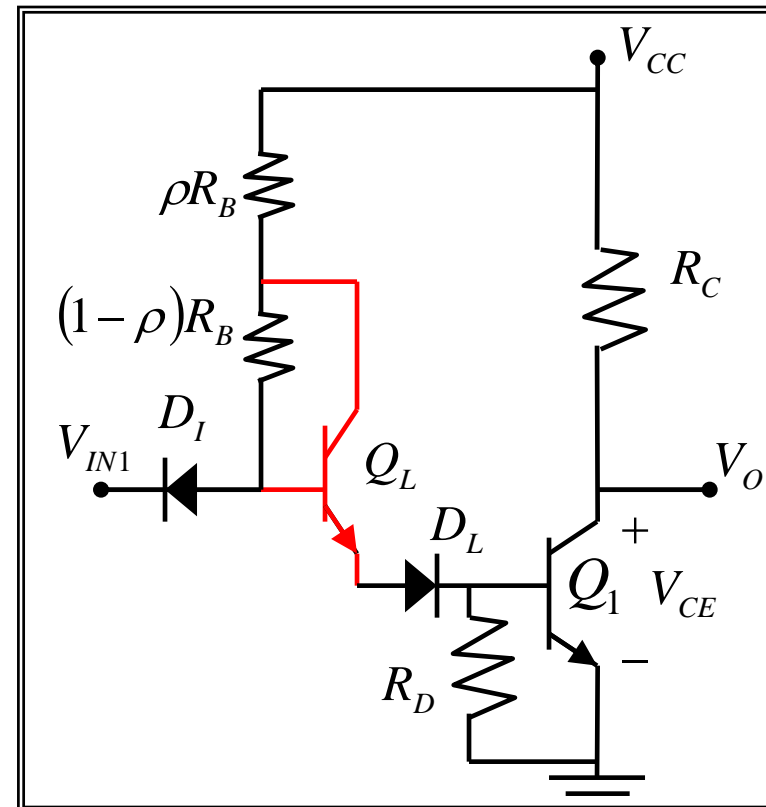 V_CC
ρR_B
R_C
(1 − ρ)R_B
D_I
V_IN1
Q_L
V_O
D_L
+
Q_1
V_CE
−
R_D